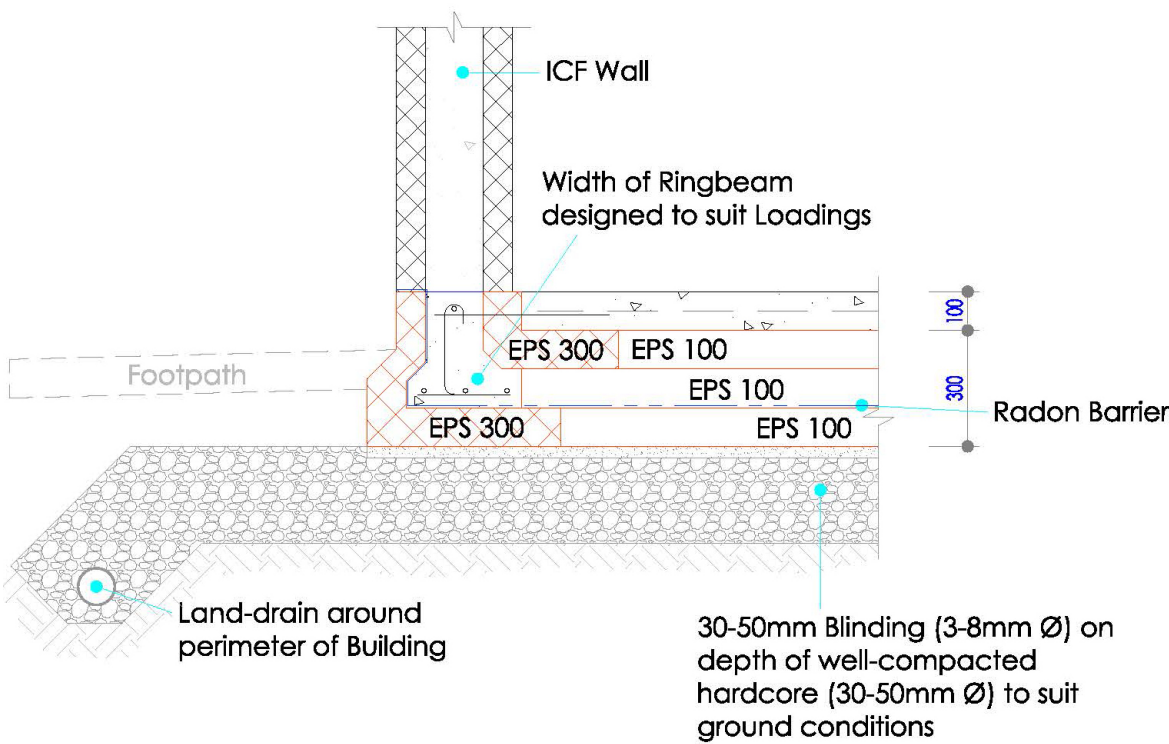 ICF Wall
Width of Ringbeam
designed to suit Loadings
100
EPS 300 EPS 100
Footpath
EPS 100
300
Radon Barrier
EPS 300 EPS 100
Land-drain around
perimeter of Building
30-50mm Blinding (3-8mm Ø) on
depth of well-compacted
hardcore (30-50mm Ø) to suit
ground conditions